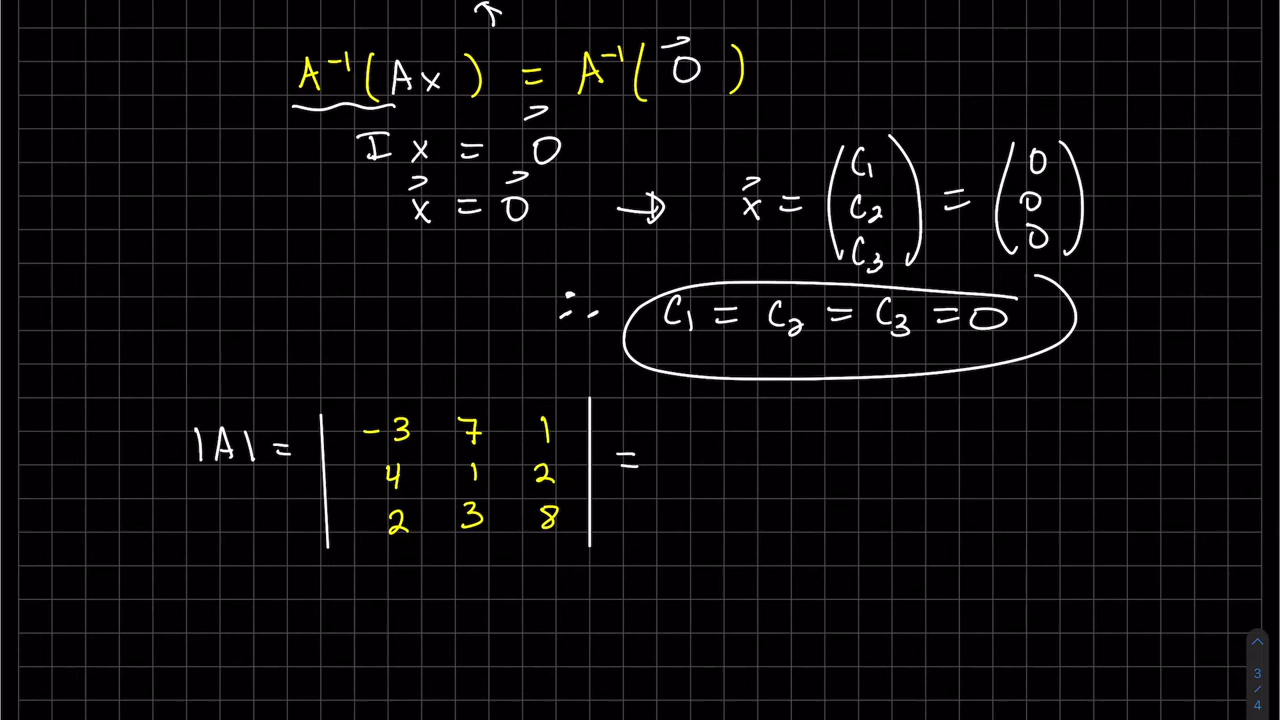 A⁻¹(Ax) = A⁻¹(0⃗)
Ix = 0⃗
x⃗ = 0⃗ → x⃗ = (c₁ c₂ c₃) = (0 0 0)
∴ c₁ = c₂ = c₃ = 0
|A| = | -3 7 1 | =
4 1 2
2 3 8
3
/
4